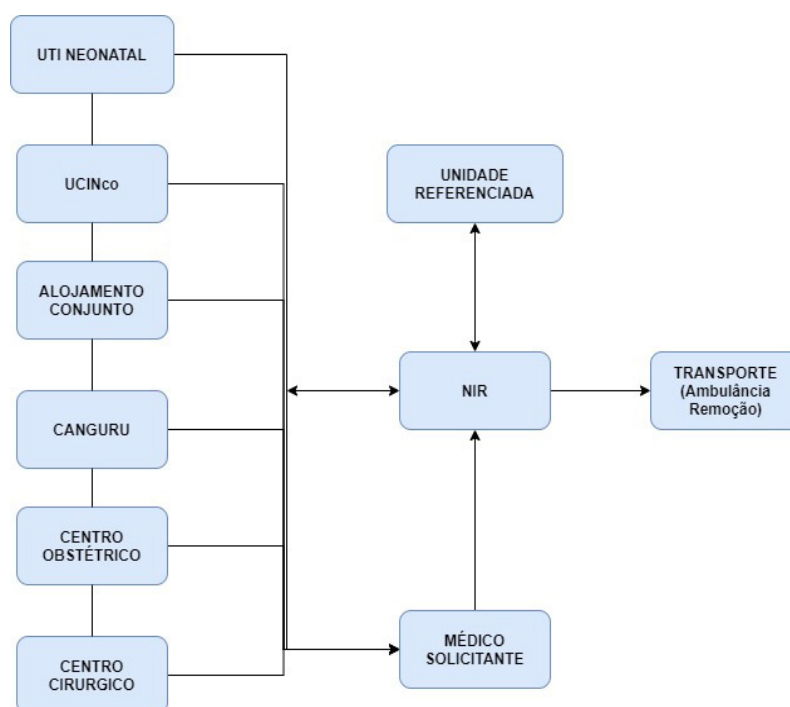 UTI NEONATAL
UCINco
ALOJAMENTO
CONJUNTO
CANGURU
CENTRO
OBSTÉTRICO
CENTRO
CIRURGICO
UNIDADE
REFERENCIADA
NIR
MÉDICO
SOLICITANTE
TRANSPORTE
(Ambulância
Remoção)